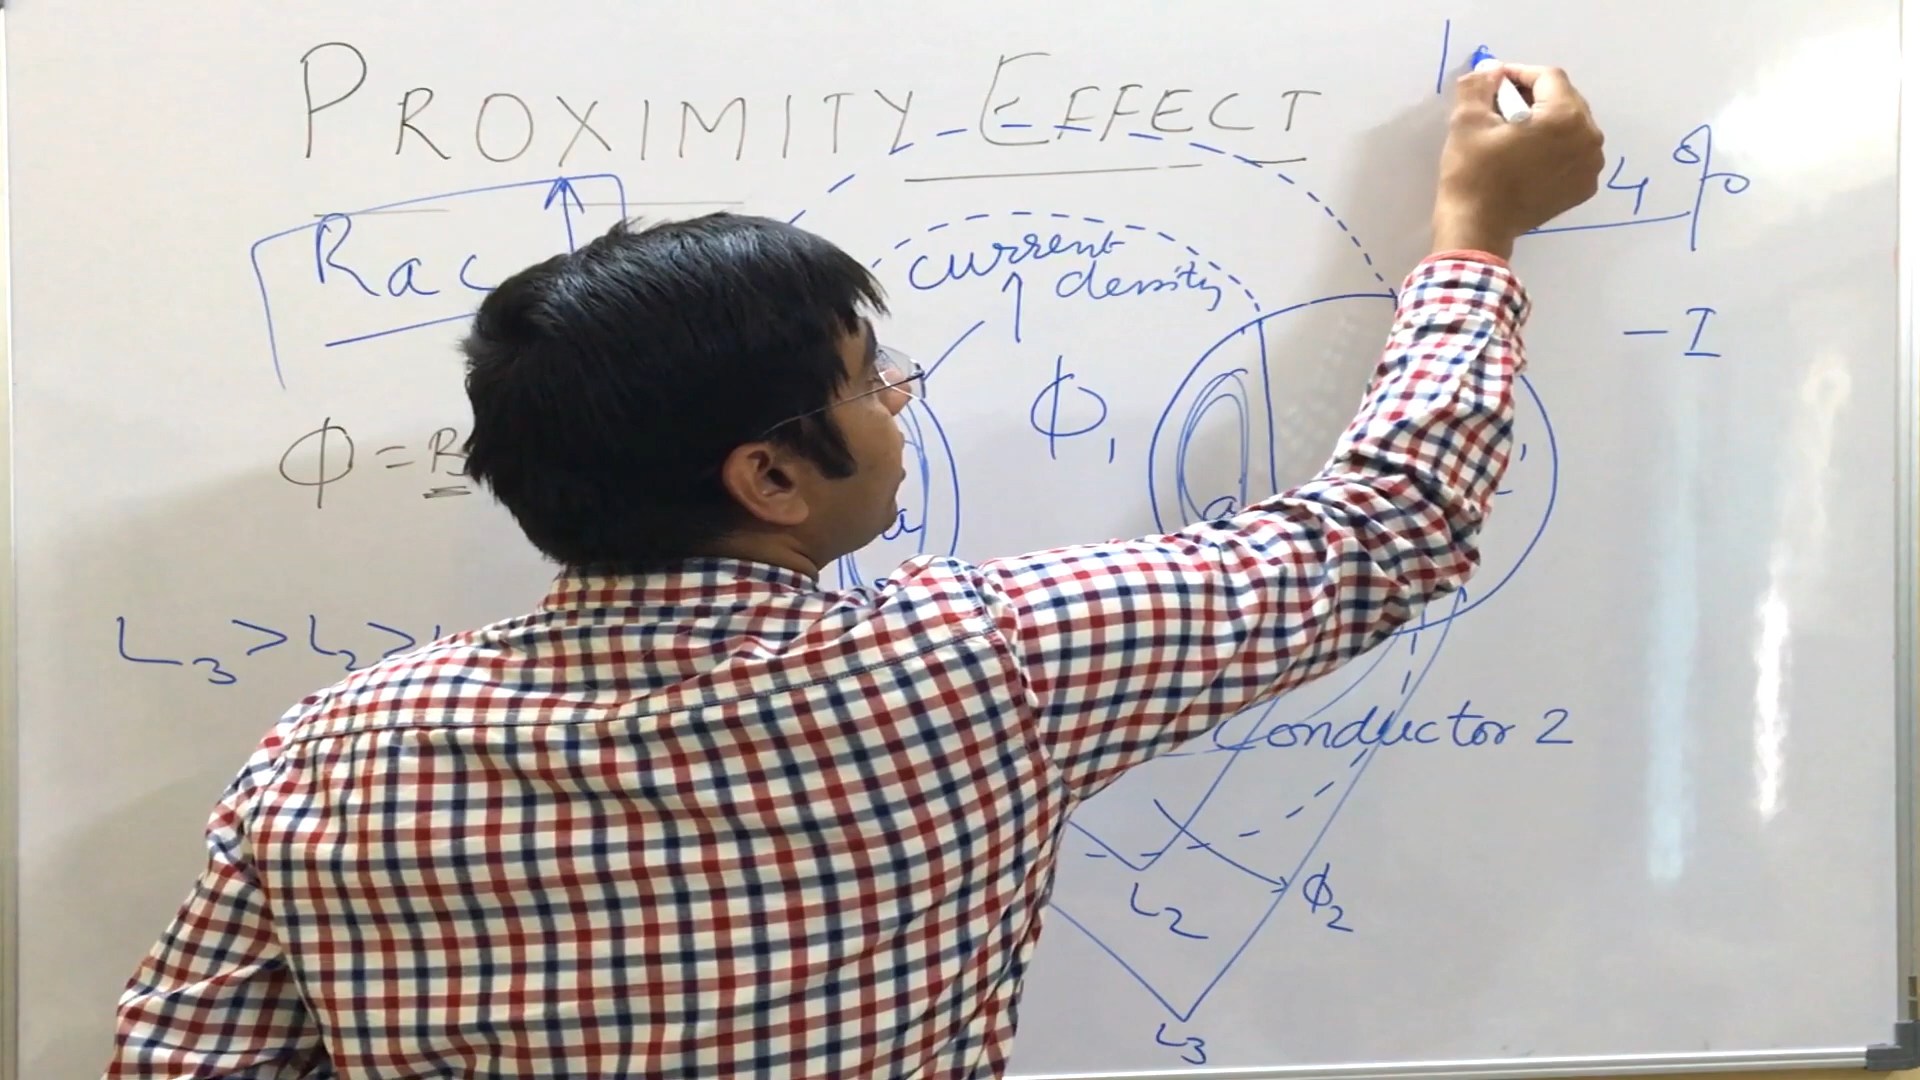 PROXIMITY EFFECT
4%
Rac
current
density
- I
ϕ = B
ϕ1
a
a
L3 > L2 >
Conductor 2
L2
ϕ2
L3